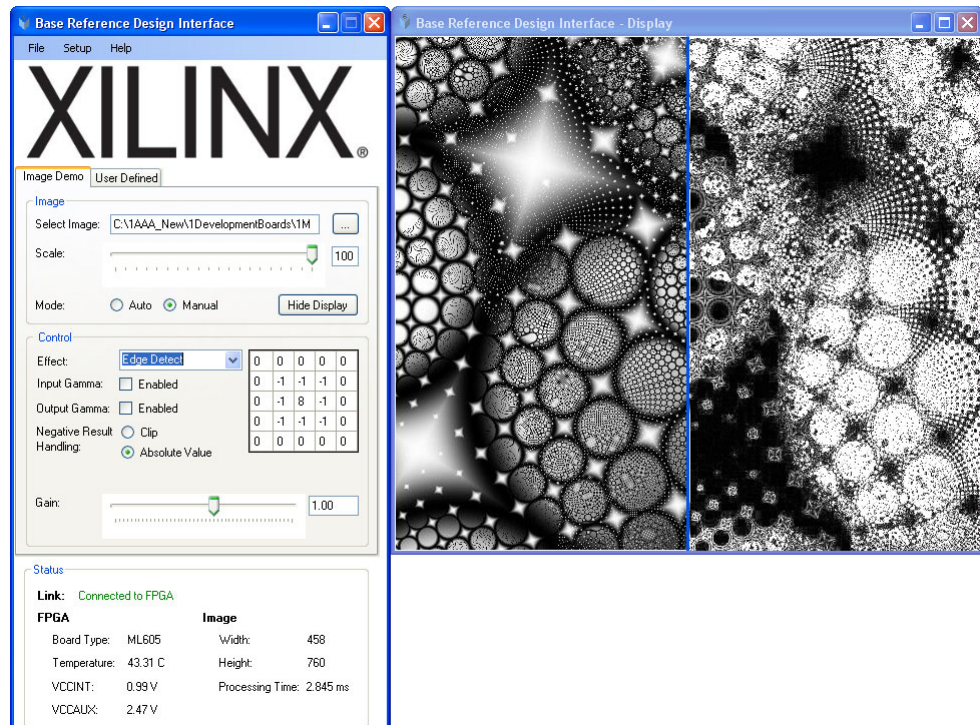 Base Reference Design Interface
File Setup Help
XILINX®
Image Demo User Defined
Image
Select Image: C:\1AAA_New\1DevelopmentBoards\1M ...
Scale: 100
Mode: Auto Manual Hide Display
Control
Effect: Edge Detect
Input Gamma: Enabled
Output Gamma: Enabled
Negative Result Handling: Clip
Absolute Value
0 0 0 0 0
0 -1 -1 -1 0
0 -1 8 -1 0
0 -1 -1 -1 0
0 0 0 0 0
Gain: 1.00
Status
Link: Connected to FPGA
FPGA Image
Board Type: ML605 Width: 458
Temperature: 43.31 C Height: 760
VCCINT: 0.99 V Processing Time: 2.845 ms
VCCAUX: 2.47 V
Base Reference Design Interface - Display